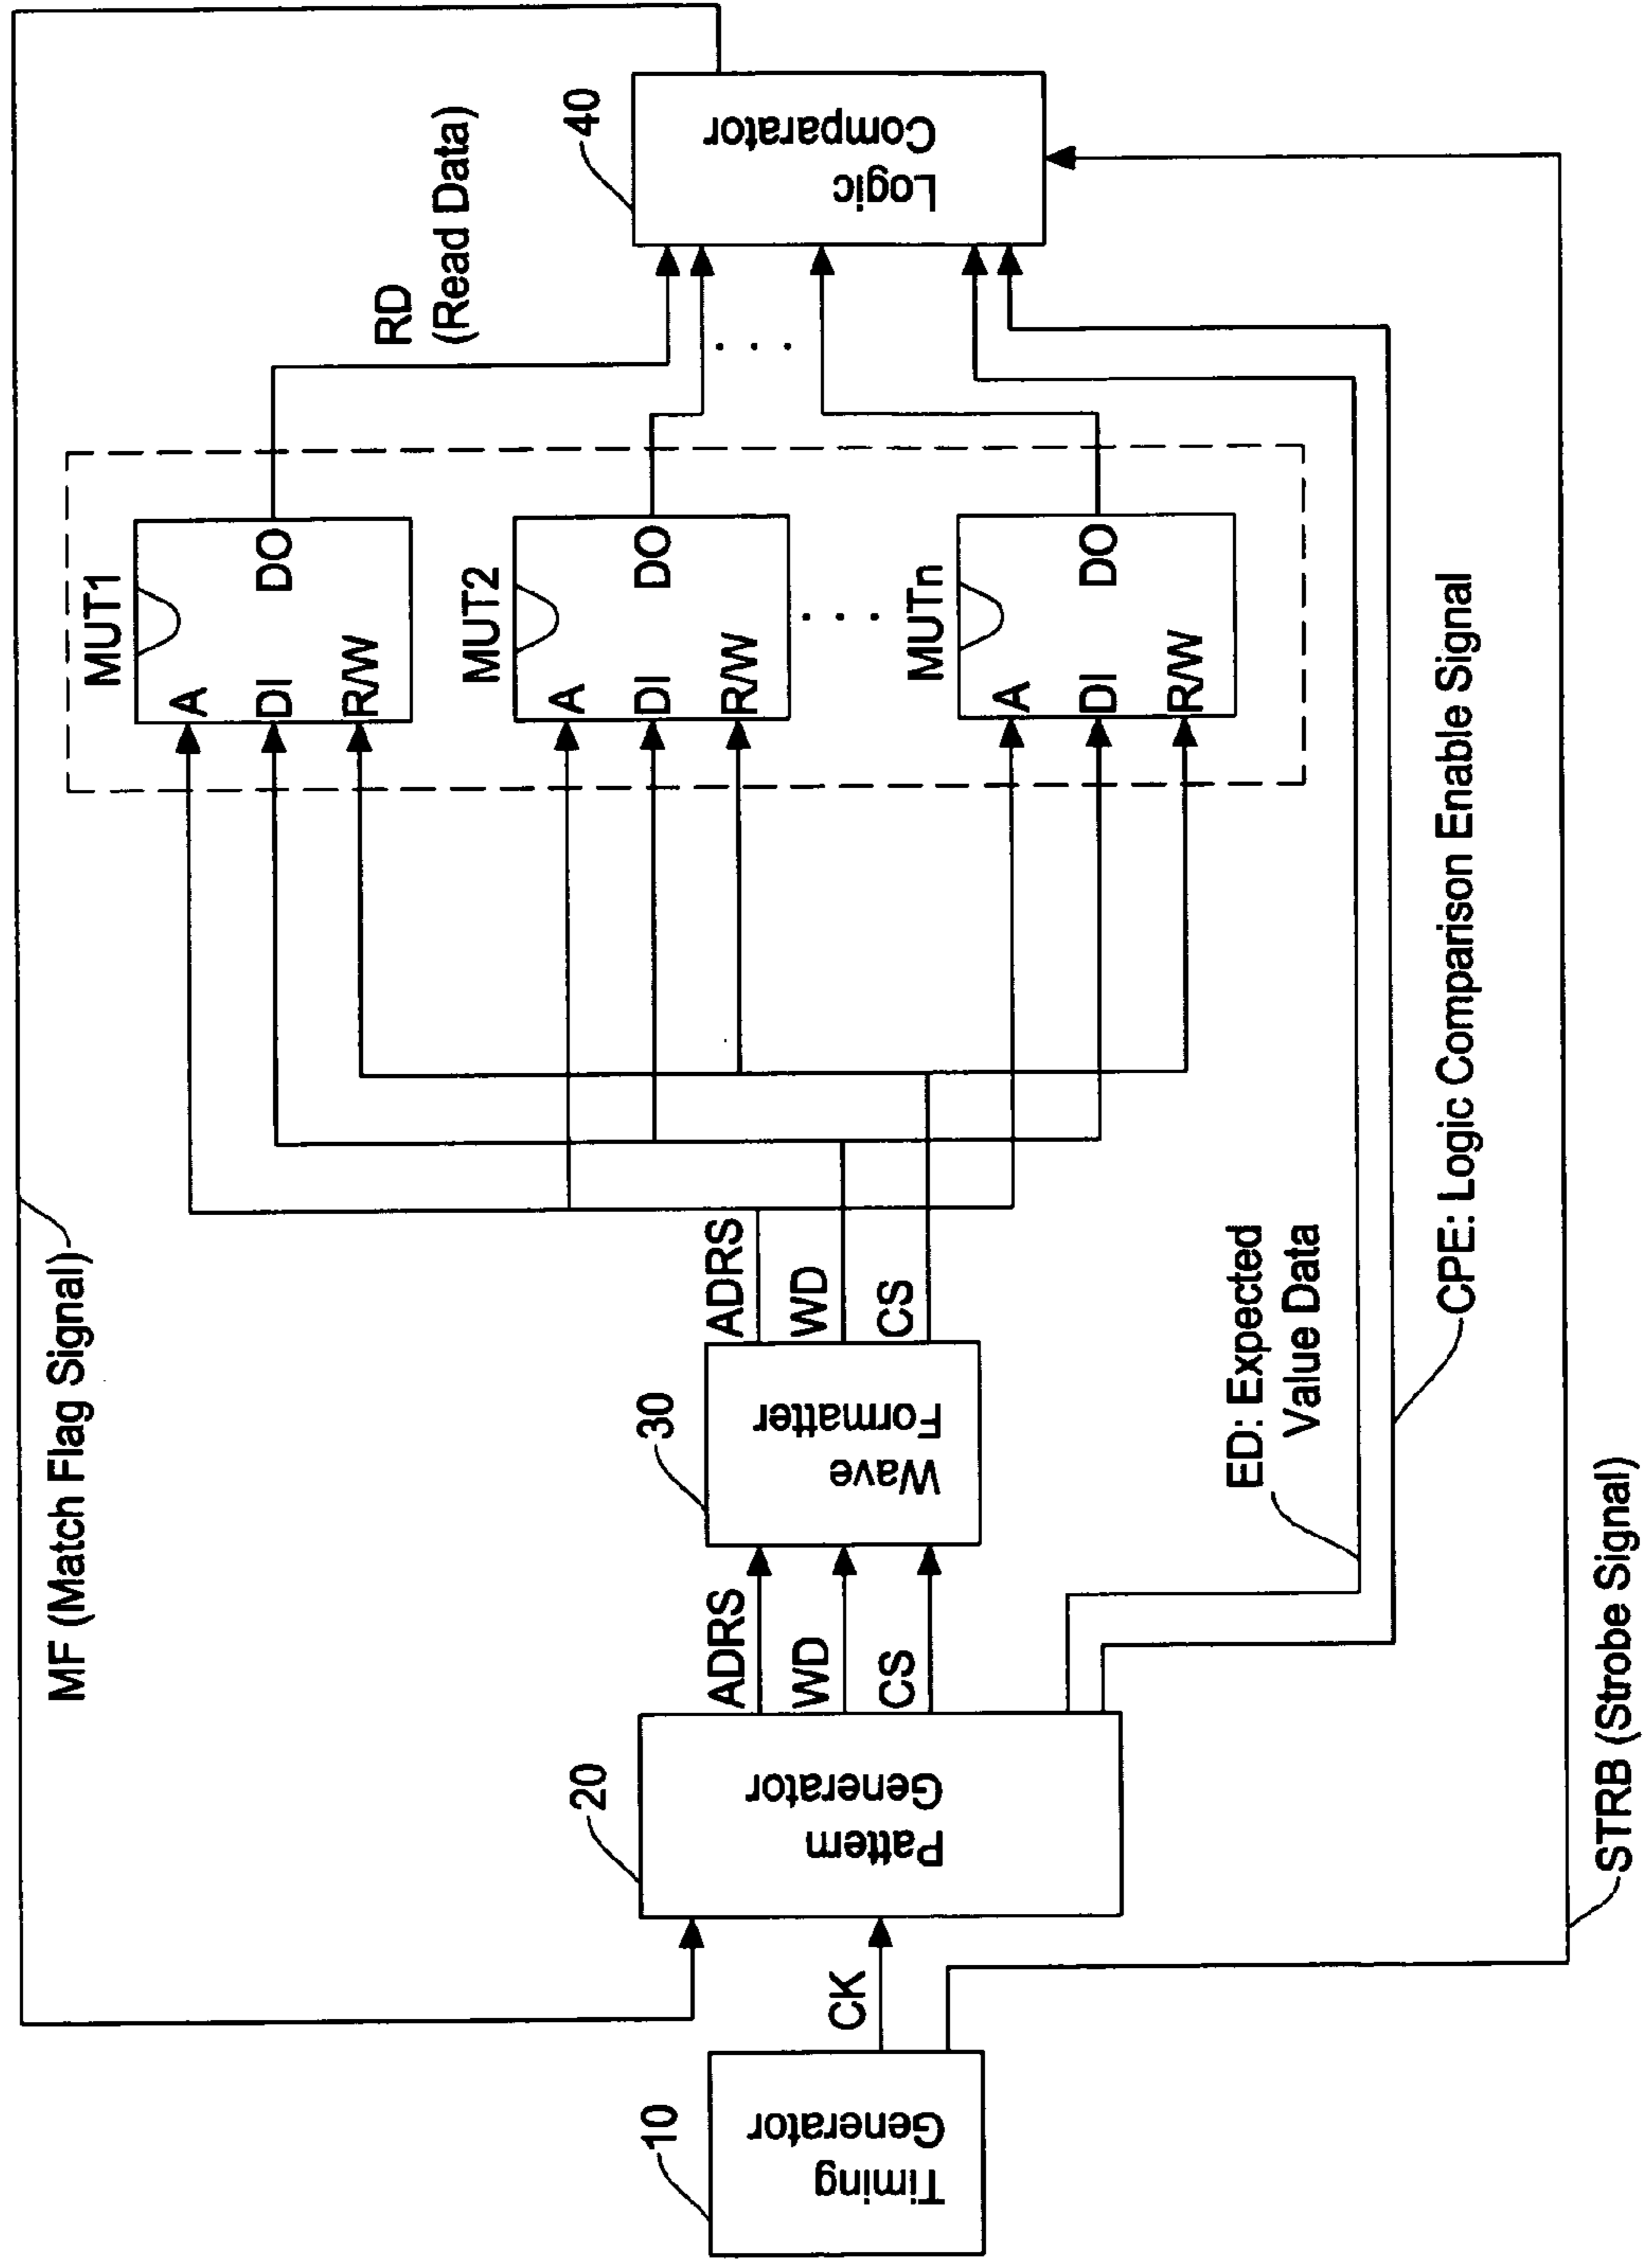 MF (Match Flag Signal)
RD
(Read Data)
MUT1
A
DI
R/W
DO
MUT2
A
DI
R/W
DO
. . .
MUTn
A
DI
R/W
DO
. . .
40
Logic
Comparator
10
Timing
Generator
CK
20
Pattern
Generator
ADRS
WD
CS
30
Wave
Formatter
ADRS
WD
CS
ED: Expected
Value Data
CPE: Logic Comparison Enable Signal
STRB (Strobe Signal)